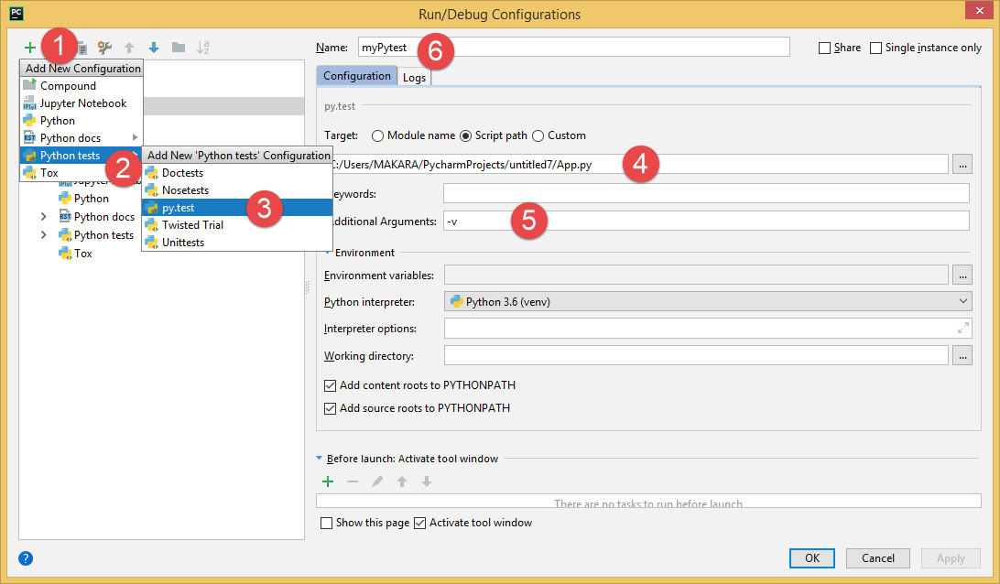 PC
Run/Debug Configurations
1
Name: myPytest
6
Share
Single instance only
Add New Configuration
Compound
Jupyter Notebook
Python
Python docs
Python tests
Tox
2
Add New 'Python tests' Configuration
Doctests
Nosetests
py.test
Twisted Trial
Unittests
3
Python
Python docs
Python tests
Tox
Configuration
Logs
py.test
Target: Module name Script path Custom
C:/Users/MAKARA/PycharmProjects/untitled7/App.py
4
...
eywords:
dditional Arguments: -v
5
Environment
Environment variables:
...
Python interpreter: Python 3.6 (venv)
Interpreter options:
Working directory:
...
Add content roots to PYTHONPATH
Add source roots to PYTHONPATH
Before launch: Activate tool window
There are no tasks to run before launch
Show this page Activate tool window
?
OK Cancel Apply